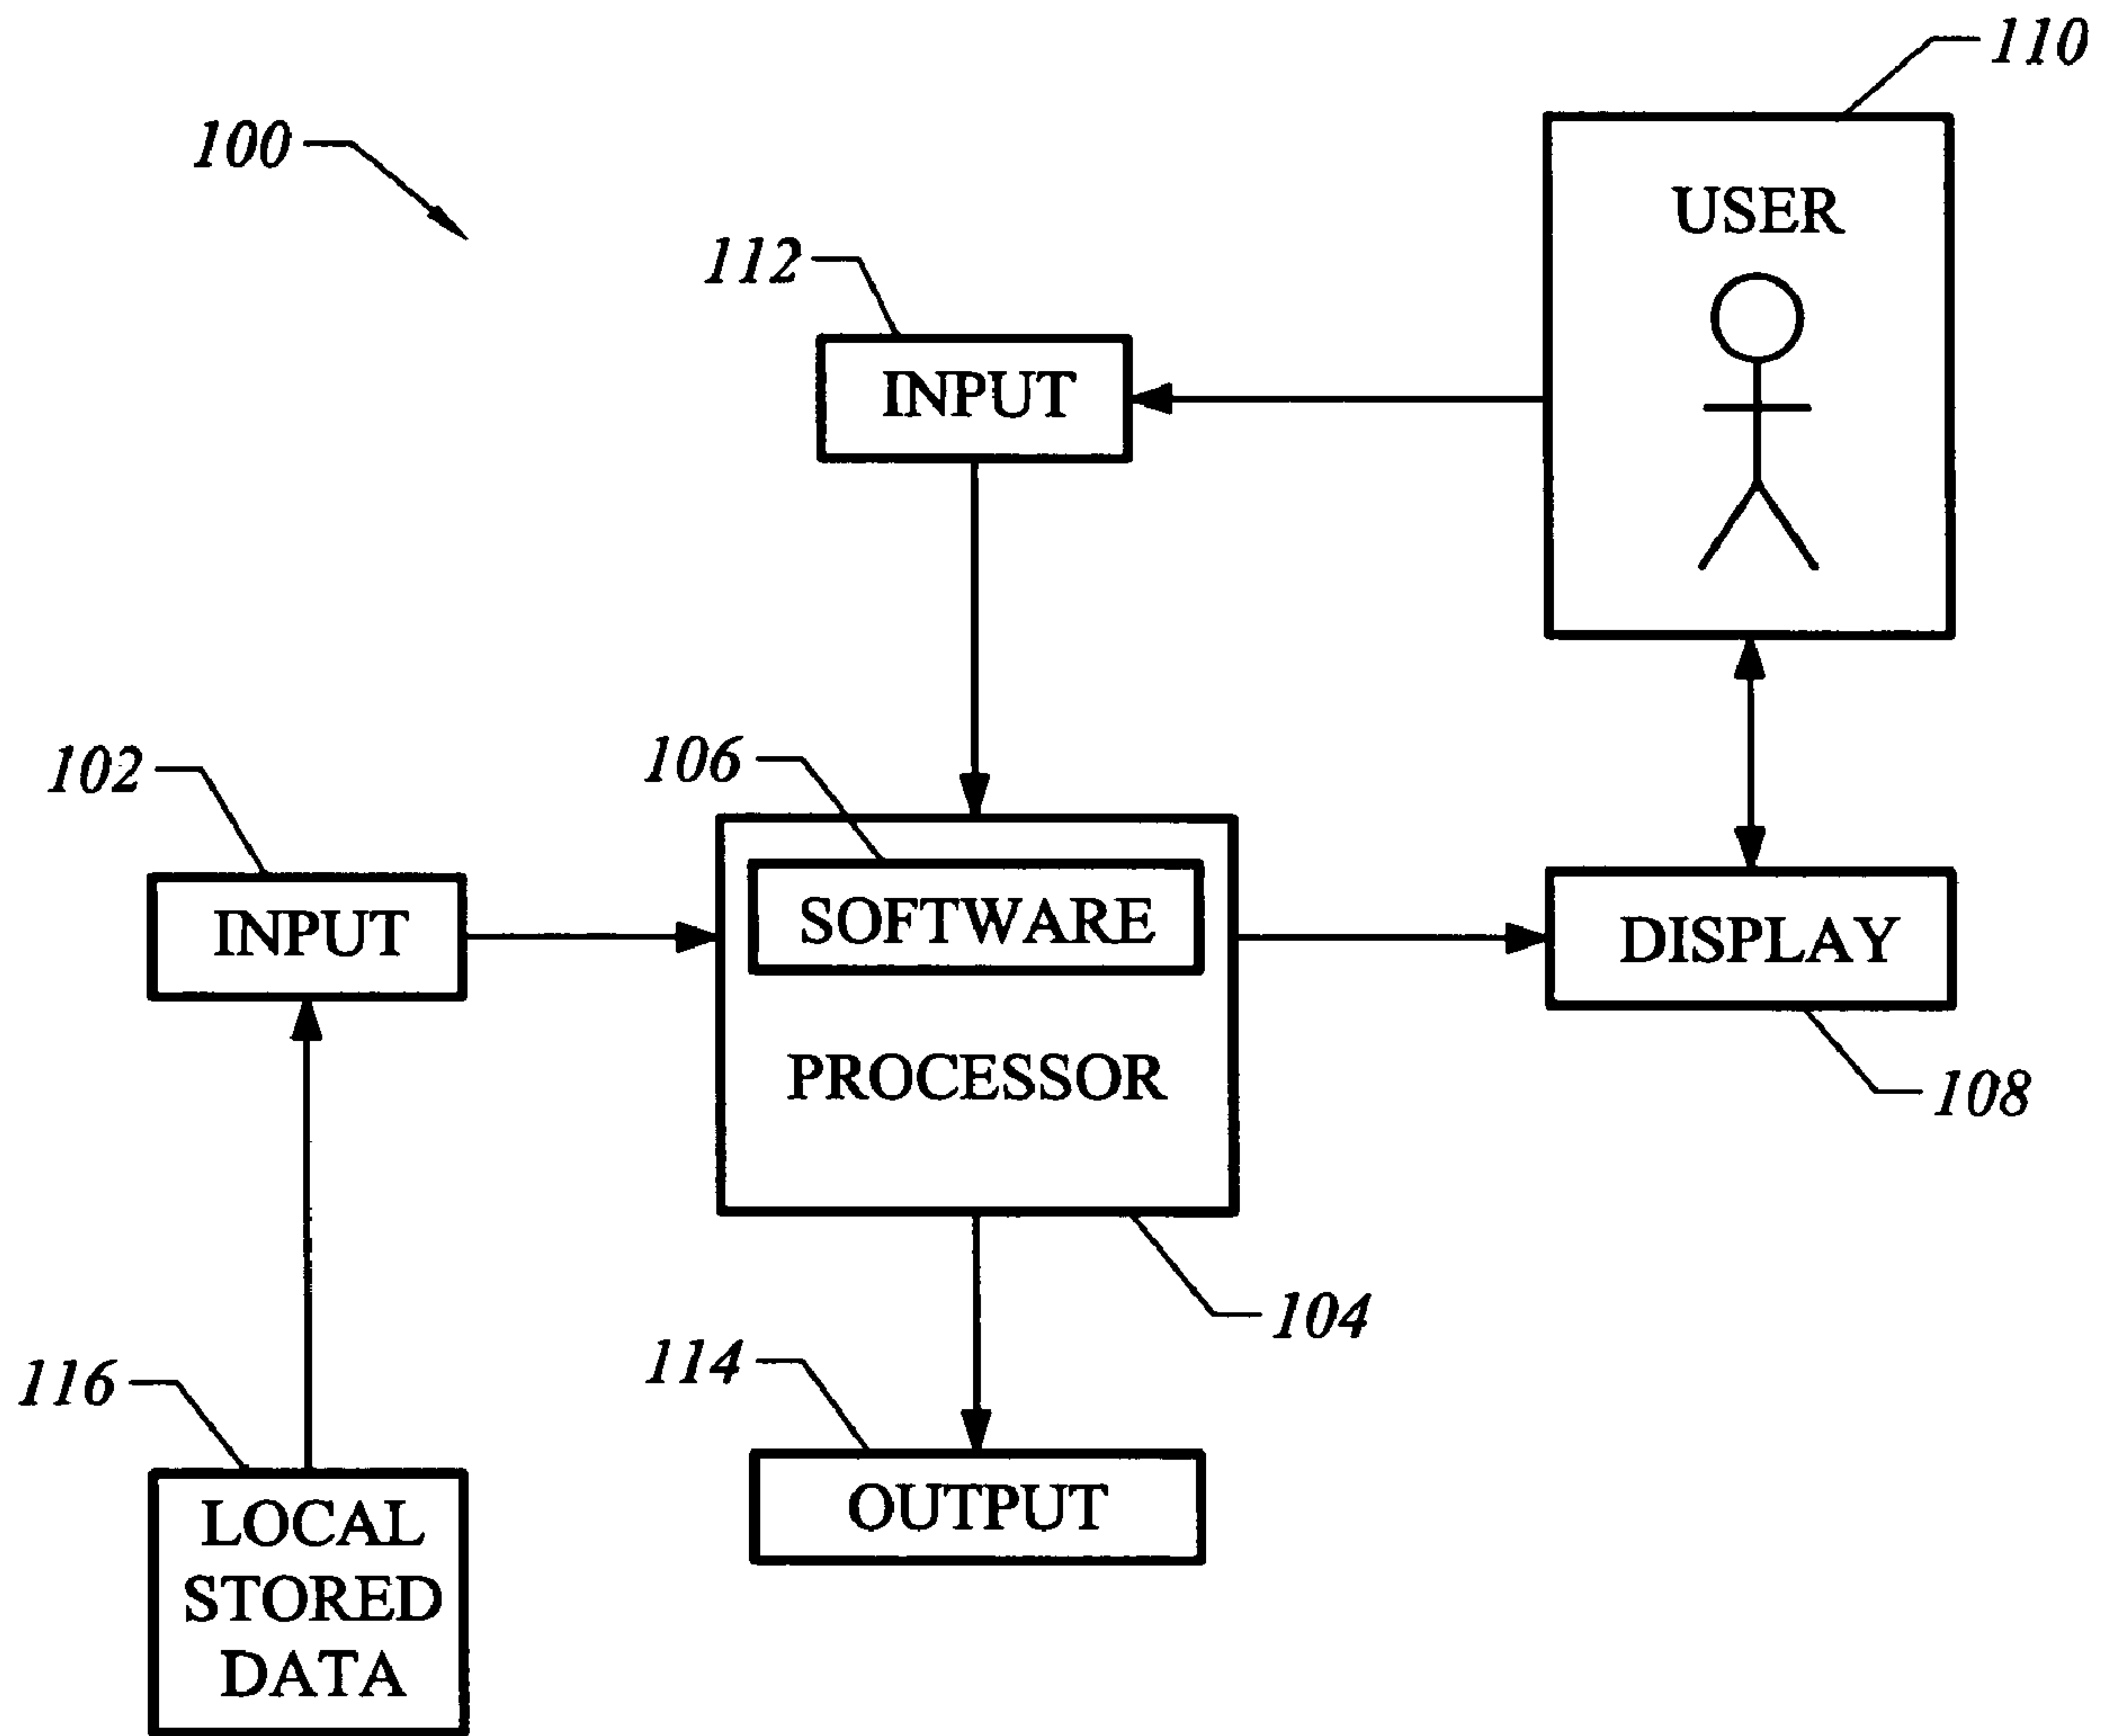 110
100
USER
112
INPUT
106
102
SOFTWARE
INPUT
DISPLAY
PROCESSOR
108
104
114
116
OUTPUT
LOCAL
STORED
DATA